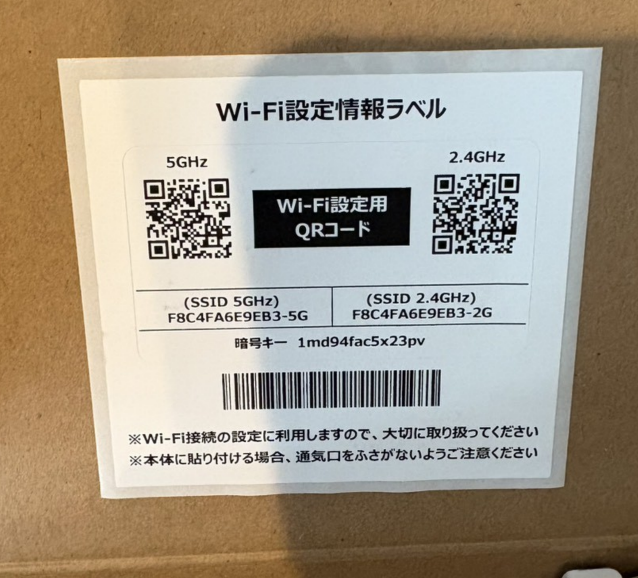 Wi-Fi設定情報ラベル
5GHz
2.4GHz
Wi-Fi設定用
QRコード
(SSID 5GHz)
F8C4FA6E9EB3-5G
(SSID 2.4GHz)
F8C4FA6E9EB3-2G
暗号キー 1md94fac5x23pv
※Wi-Fi接続の設定に利用しますので、大切に取り扱ってください
※本体に貼り付ける場合、通気口をふさがないようご注意ください